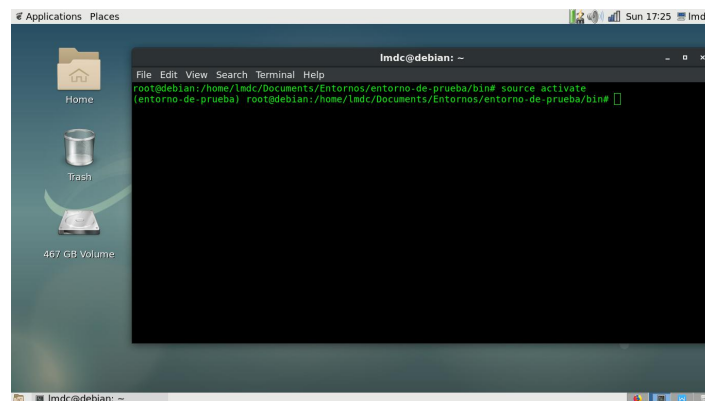 Applications Places
Sun 17:25 lmd
lmdc@debian: ~
File Edit View Search Terminal Help
root@debian:/home/lmdc/Documents/Entornos/entorno-de-prueba/bin# source activate
(entorno-de-prueba) root@debian:/home/lmdc/Documents/Entornos/entorno-de-prueba/bin#
Home
Trash
467 GB Volume
lmdc@debian: ~